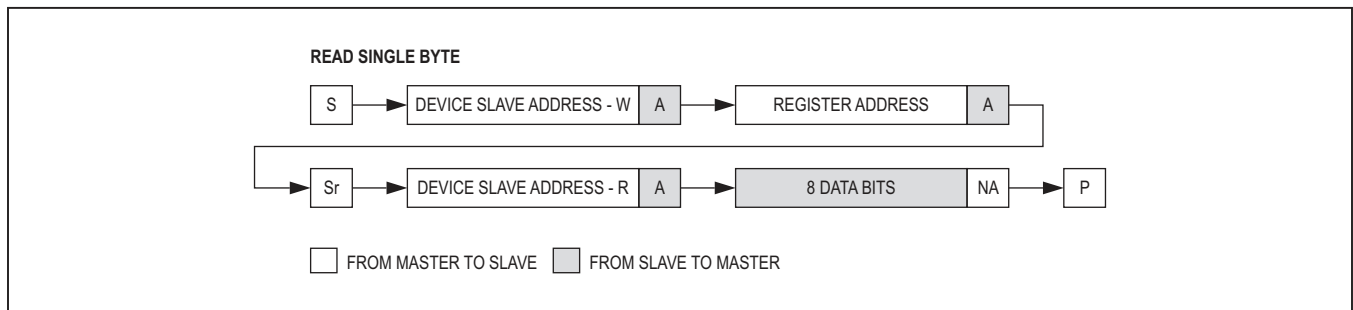 READ SINGLE BYTE
S DEVICE SLAVE ADDRESS - W A REGISTER ADDRESS A
Sr DEVICE SLAVE ADDRESS - R A 8 DATA BITS NA P
FROM MASTER TO SLAVE FROM SLAVE TO MASTER